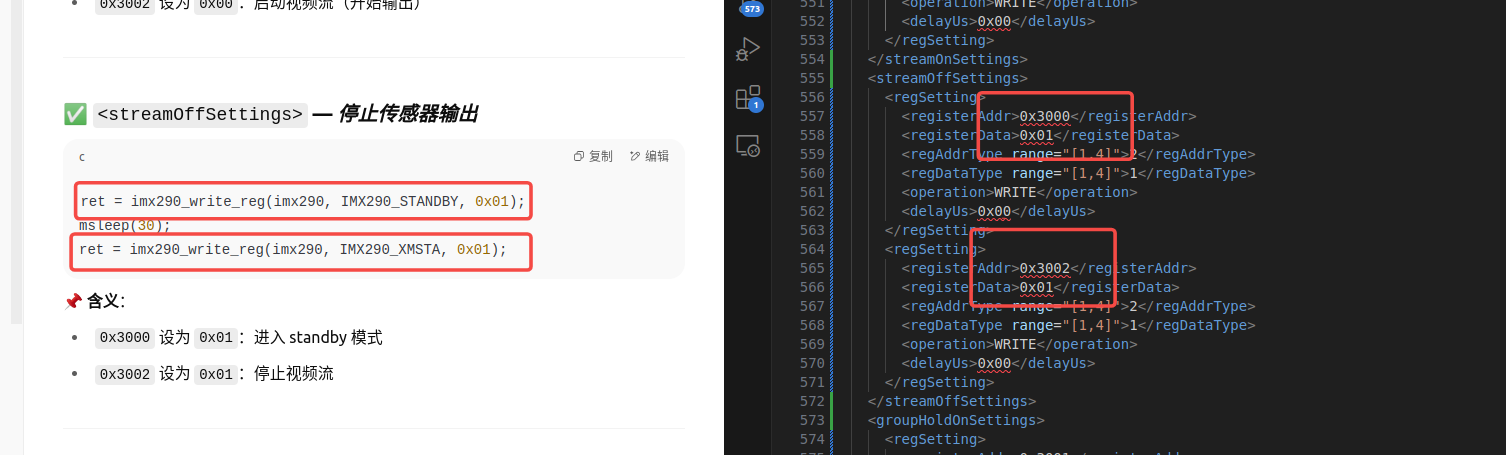 0x3002 设为 0x00：启动视频流（开始输出）
✅ <streamOffSettings> — 停止传感器输出
c
复制
编辑
ret = imx290_write_reg(imx290, IMX290_STANDBY, 0x01);
msleep(30);
ret = imx290_write_reg(imx290, IMX290_XMSTA, 0x01);
📌 含义：
0x3000 设为 0x01：进入 standby 模式
0x3002 设为 0x01：停止视频流
573
1
551 <operation>WRITE</operation>
552 <delayUs>0x00</delayUs>
553 </regSetting>
554 </streamOnSettings>
555 <streamOffSettings>
556 <regSetting>
557 <registerAddr>0x3000</registerAddr>
558 <registerData>0x01</registerData>
559 <regAddrType range="[1,4]">2</regAddrType>
560 <regDataType range="[1,4]">1</regDataType>
561 <operation>WRITE</operation>
562 <delayUs>0x00</delayUs>
563 </regSetting>
564 <regSetting>
565 <registerAddr>0x3002</registerAddr>
566 <registerData>0x01</registerData>
567 <regAddrType range="[1,4]">2</regAddrType>
568 <regDataType range="[1,4]">1</regDataType>
569 <operation>WRITE</operation>
570 <delayUs>0x00</delayUs>
571 </regSetting>
572 </streamOffSettings>
573 <groupHoldOnSettings>
574 <regSetting>